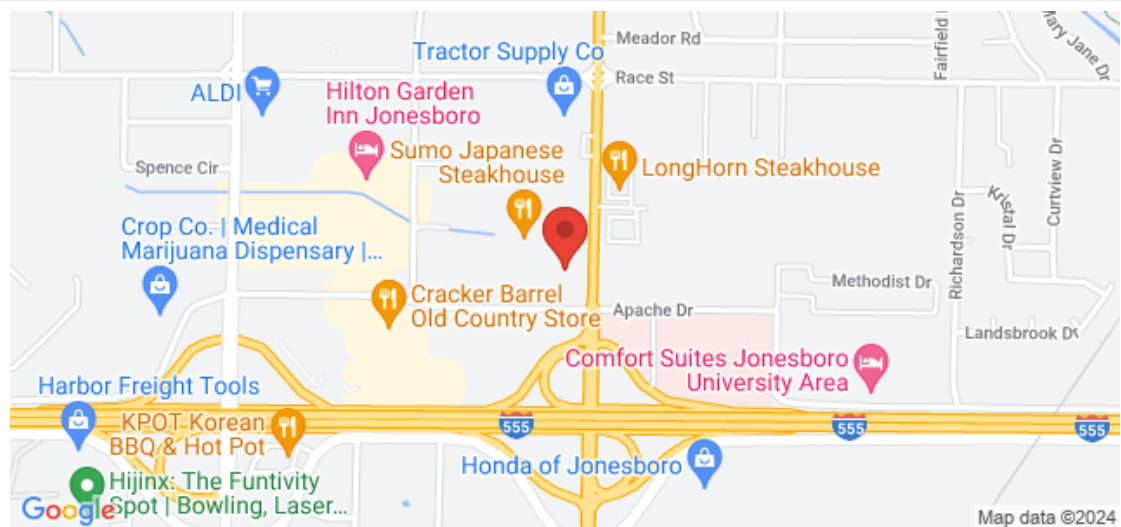 Meador Rd
Tractor Supply Co
Race St
Mary Jane Dr
ALDI
Hilton Garden
Inn Jonesboro
Spence Cir
Sumo Japanese
Steakhouse
LongHorn Steakhouse
Curtview Dr
Kristal Dr
Richardson Dr
Crop Co. | Medical
Marijuana Dispensary |...
Methodist Dr
Cracker Barrel
Old Country Store
Apache Dr
Landsbrook
Comfort Suites Jonesboro
University Area
Harbor Freight Tools
KPOT Korean
BBQ & Hot Pot
555
555
555
Honda of Jonesboro
Hijinx: The Funtivity
Spot | Bowling, Laser...
Google
Map data ©2024
Fairfield